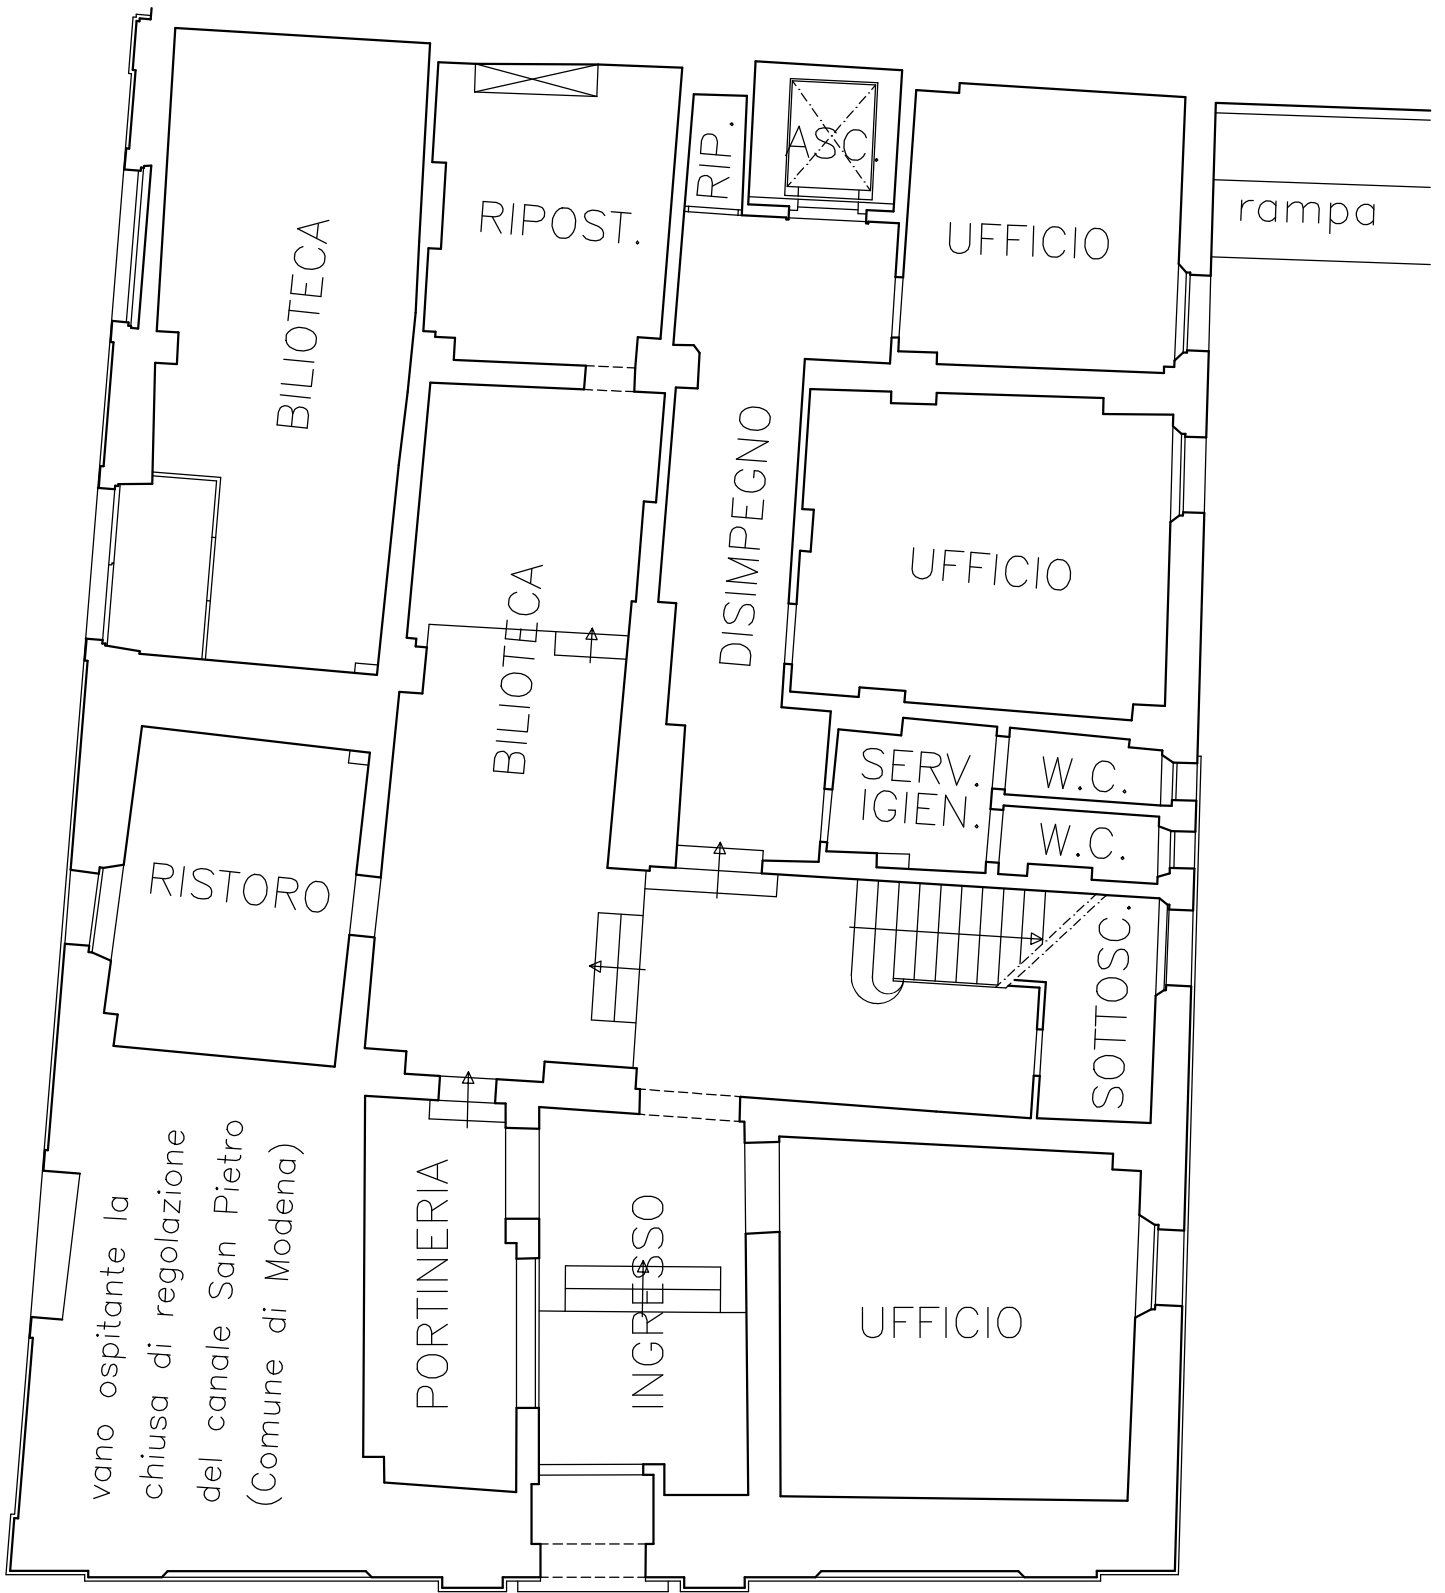 RIP.
ASC.
RIPOST.
UFFICIO
rampa
BILIOTECA
DISIMPEGNO
UFFICIO
BILIOTECA
SERV.
IGIEN.
W.C.
W.C.
RISTORO
SOTTOSC.
vano ospitante la
chiusa di regolazione
del canale San Pietro
(Comune di Modena)
PORTINERIA
INGRESSO
UFFICIO